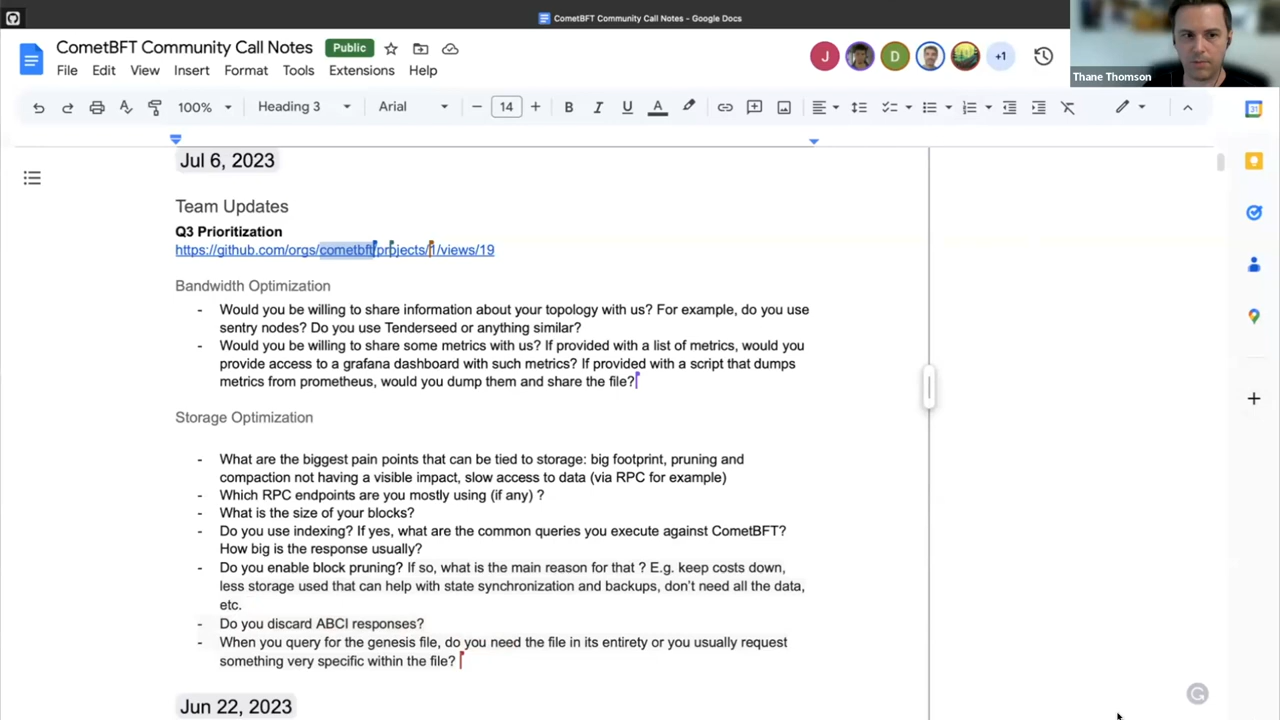 CometBFT Community Call Notes - Google Docs
CometBFT Community Call Notes
Public
J
D
+1
Thane Thomson
File Edit View Insert Format Tools Extensions Help
100% Heading 3 Arial 14 B I U A
Jul 6, 2023
Team Updates
Q3 Prioritization
https://github.com/orgs/cometbft/projects/1/views/19
Bandwidth Optimization
- Would you be willing to share information about your topology with us? For example, do you use
sentry nodes? Do you use Tenderseed or anything similar?
- Would you be willing to share some metrics with us? If provided with a list of metrics, would you
provide access to a grafana dashboard with such metrics? If provided with a script that dumps
metrics from prometheus, would you dump them and share the file?
Storage Optimization
- What are the biggest pain points that can be tied to storage: big footprint, pruning and
compaction not having a visible impact, slow access to data (via RPC for example)
- Which RPC endpoints are you mostly using (if any) ?
- What is the size of your blocks?
- Do you use indexing? If yes, what are the common queries you execute against CometBFT?
How big is the response usually?
- Do you enable block pruning? If so, what is the main reason for that ? E.g. keep costs down,
less storage used that can help with state synchronization and backups, don't need all the data,
etc.
- Do you discard ABCI responses?
- When you query for the genesis file, do you need the file in its entirety or you usually request
something very specific within the file?
Jun 22, 2023